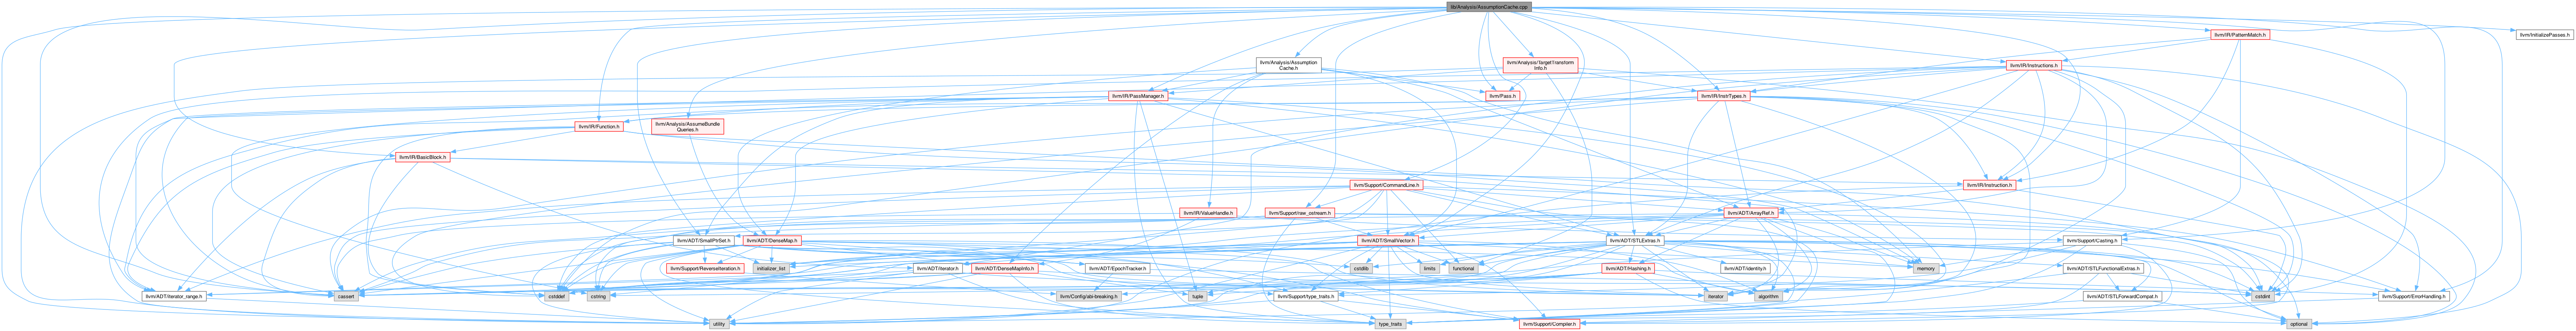 lib/Analysis/AssumptionCache.cpp
llvm/InitializePasses.h
llvm/IR/PatternMatch.h
llvm/Analysis/Assumption
Cache.h
llvm/Analysis/TargetTransform
Info.h
llvm/IR/Instructions.h
llvm/IR/PassManager.h
llvm/Pass.h
llvm/IR/InstrTypes.h
llvm/Analysis/AssumeBundle
Queries.h
llvm/IR/Function.h
llvm/IR/BasicBlock.h
llvm/Support/CommandLine.h
llvm/IR/Instruction.h
llvm/IR/ValueHandle.h
llvm/Support/raw_ostream.h
llvm/ADT/ArrayRef.h
llvm/ADT/SmallPtrSet.h
llvm/ADT/DenseMap.h
llvm/ADT/SmallVector.h
llvm/ADT/STLExtras.h
llvm/Support/Casting.h
llvm/Support/ReverseIteration.h
initializer_list
llvm/ADT/iterator.h
llvm/ADT/DenseMapInfo.h
llvm/ADT/EpochTracker.h
cstdlib
limits
functional
llvm/ADT/Hashing.h
llvm/ADT/identity.h
memory
llvm/ADT/STLFunctionalExtras.h
llvm/ADT/iterator_range.h
cassert
cstddef
cstring
llvm/Config/abi-breaking.h
tuple
llvm/Support/type_traits.h
iterator
algorithm
llvm/ADT/STLForwardCompat.h
cstdint
llvm/Support/ErrorHandling.h
utility
type_traits
llvm/Support/Compiler.h
optional